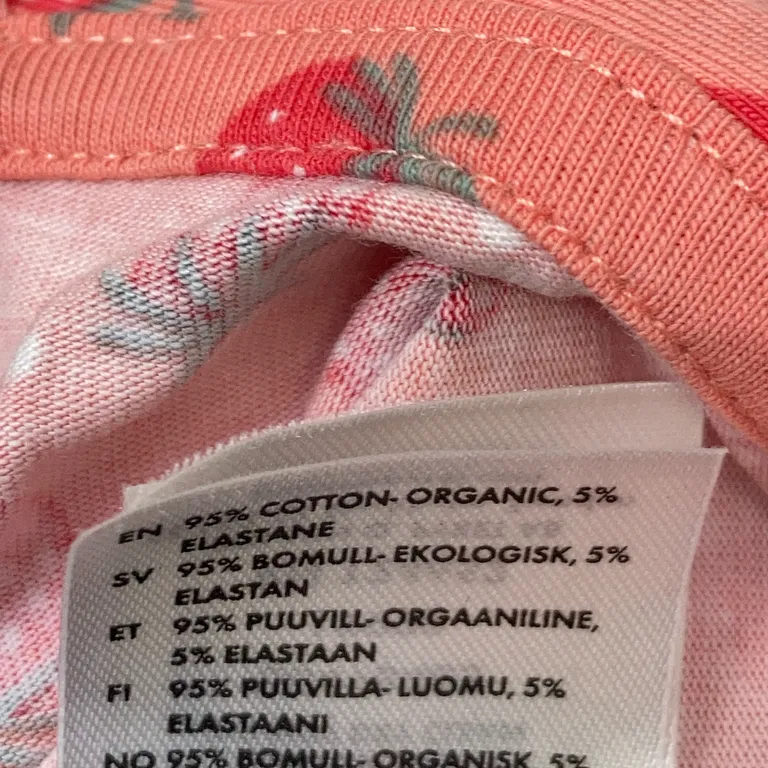 EN 95% COTTON- ORGANIC, 5%
ELASTANE
SV 95% BOMULL- EKOLOGISK, 5%
ELASTAN
ET 95% PUUVILL- ORGAANILINE,
5% ELASTAAN
FI 95% PUUVILLA- LUOMU, 5%
ELASTAANI
NO 95% BOMULL- ORGANISK, 5%